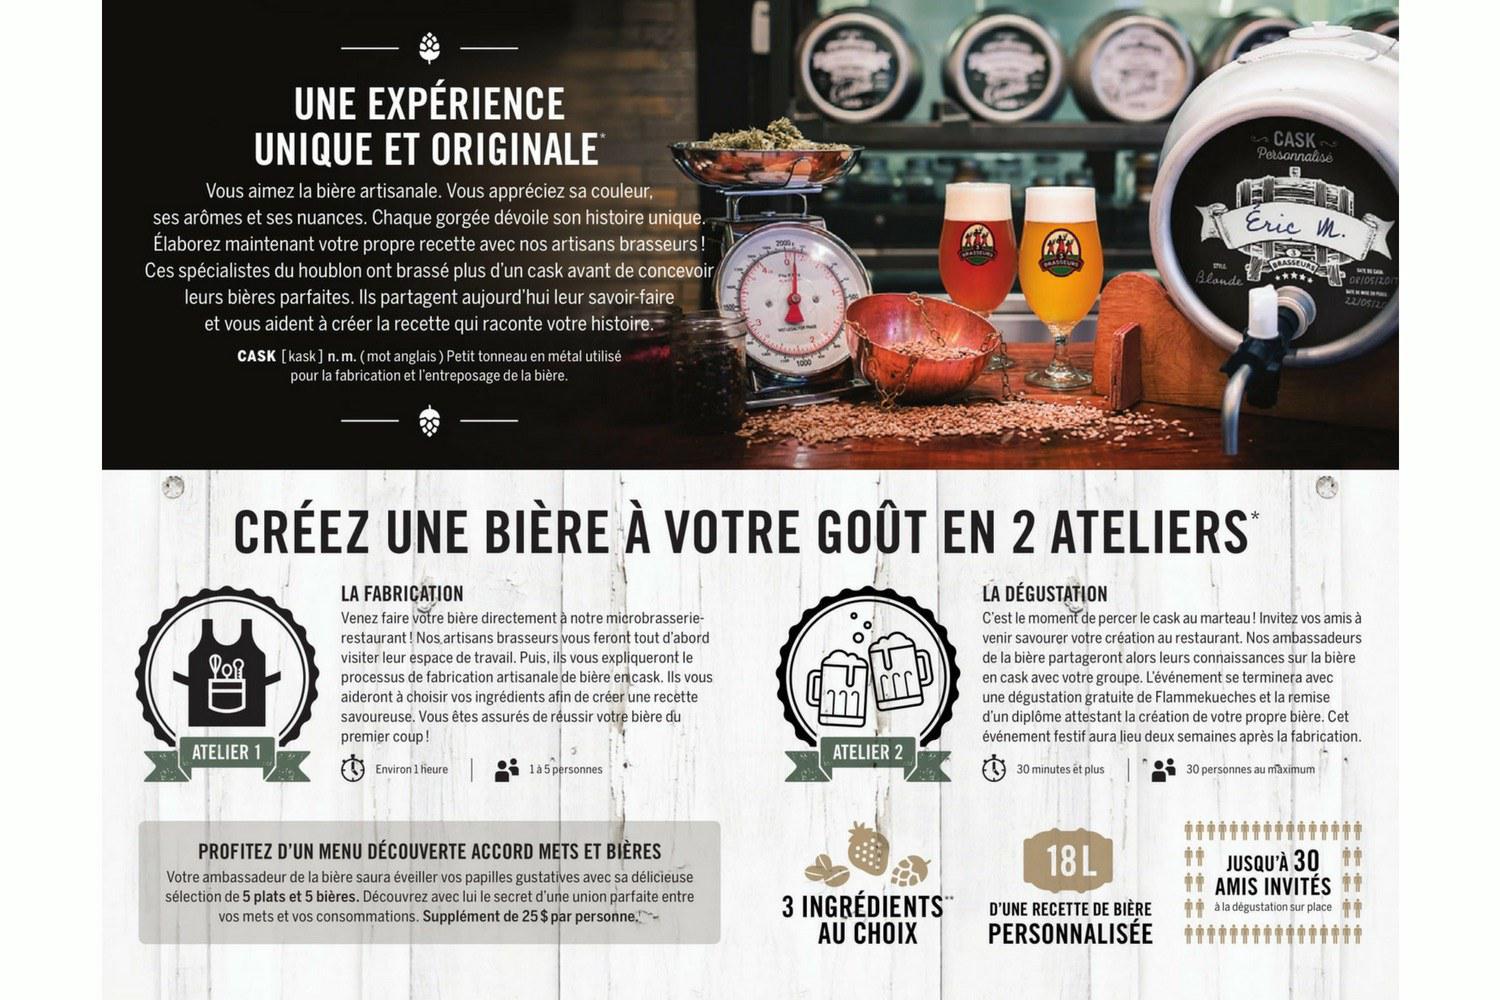 UNE EXPÉRIENCE
UNIQUE ET ORIGINALE*
Vous aimez la bière artisanale. Vous appréciez sa couleur,
ses arômes et ses nuances. Chaque gorgée dévoile son histoire unique.
Élaborez maintenant votre propre recette avec nos artisans brasseurs !
Ces spécialistes du houblon ont brassé plus d'un cask avant de concevoir
leurs bières parfaites. Ils partagent aujourd'hui leur savoir-faire
et vous aident à créer la recette qui raconte votre histoire.
CASK [ kask ] n. m. ( mot anglais ) Petit tonneau en métal utilisé
pour la fabrication et l'entreposage de la bière.
CASK
Personnalisé
Éric M.
3
BRASSEURS
STYLE
Blonde
DATE DU CASK
08/05/2017
22/05/2
BRASSEURS
BRASSEURS
CRÉEZ UNE BIÈRE À VOTRE GOÛT EN 2 ATELIERS*
ATELIER 1
LA FABRICATION
Venez faire votre bière directement à notre microbrasserie-
restaurant ! Nos artisans brasseurs vous feront tout d'abord
visiter leur espace de travail. Puis, ils vous expliqueront le
processus de fabrication artisanale de bière en cask. Ils vous
aideront à choisir vos ingrédients afin de créer une recette
savoureuse. Vous êtes assurés de réussir votre bière du
premier coup !
Environ 1 heure
1 à 5 personnes
ATELIER 2
LA DÉGUSTATION
C'est le moment de percer le cask au marteau ! Invitez vos amis à
venir savourer votre création au restaurant. Nos ambassadeurs
de la bière partageront alors leurs connaissances sur la bière
en cask avec votre groupe. L'événement se terminera avec
une dégustation gratuite de Flammekueches et la remise
d'un diplôme attestant la création de votre propre bière. Cet
événement festif aura lieu deux semaines après la fabrication.
30 minutes et plus
30 personnes au maximum
PROFITEZ D'UN MENU DÉCOUVERTE ACCORD METS ET BIÈRES
Votre ambassadeur de la bière saura éveiller vos papilles gustatives avec sa délicieuse
sélection de 5 plats et 5 bières. Découvrez avec lui le secret d'une union parfaite entre
vos mets et vos consommations. Supplément de 25 $ par personne.
3 INGRÉDIENTS**
AU CHOIX
18 L
D'UNE RECETTE DE BIÈRE
PERSONNALISÉE
JUSQU'À 30
AMIS INVITÉS
à la dégustation sur place